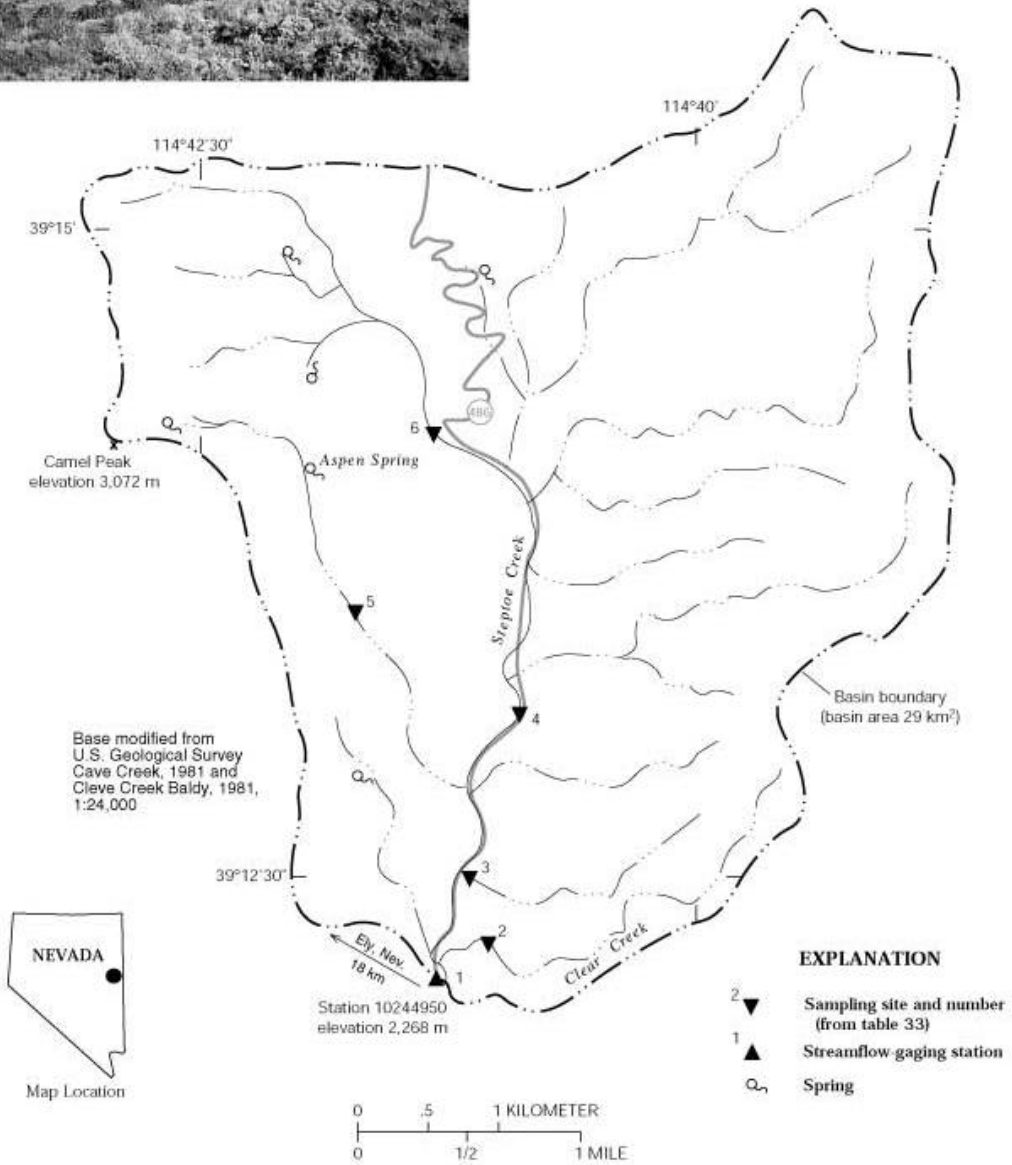 114°40'
114°42'30"
39°15'
486
6
Camel Peak
elevation 3,072 m
Aspen Spring
Steptoe Creek
5
4
Basin boundary
(basin area 29 km²)
Base modified from
U.S. Geological Survey
Cave Creek, 1981 and
Cleve Creek Baldy, 1981,
1:24,000
39°12'30"
3
2
Clear Creek
Ely, Nev.
18 km
1
Station 10244950
elevation 2,268 m
NEVADA
Map Location
EXPLANATION
2
Sampling site and number
(from table 33)
1
Streamflow-gaging station
Spring
0 .5 1 KILOMETER
0 1/2 1 MILE